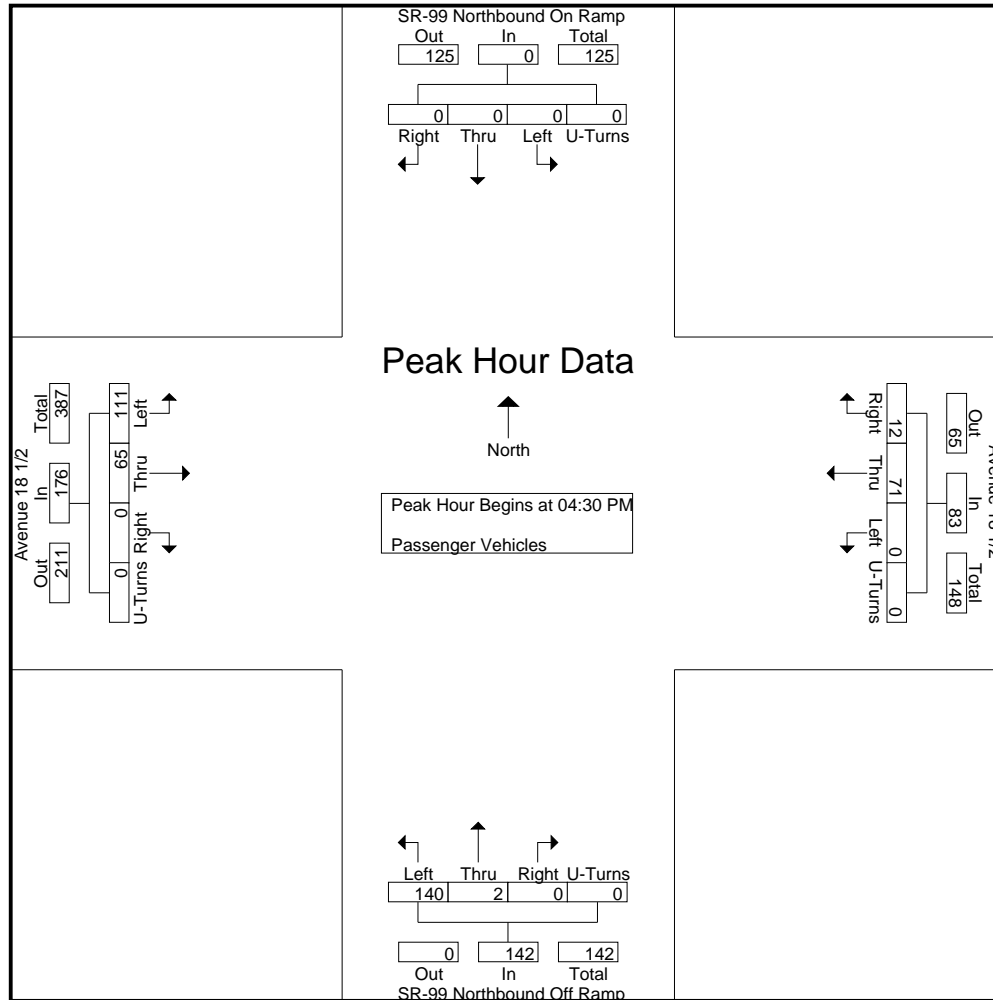 SR-99 Northbound On Ramp
Out In Total
125 0 125
0 0 0 0
Right Thru Left U-Turns
Peak Hour Data
North
Peak Hour Begins at 04:30 PM
Passenger Vehicles
Avenue 18 1/2
Total In Out
387 176 211
111 65 0 0
Left Thru Right U-Turns
Out In Total
65 83 148
12 71 0 0
Right Thru Left U-Turns
Left Thru Right U-Turns
140 2 0 0
0 142 142
Out In Total
SR-99 Northbound Off Ramp